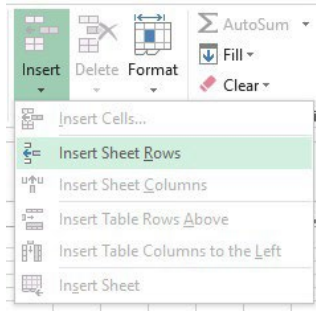 Insert Delete Format
AutoSum
Fill
Clear
Insert Cells...
Insert Sheet Rows
Insert Sheet Columns
Insert Table Rows Above
Insert Table Columns to the Left
Insert Sheet